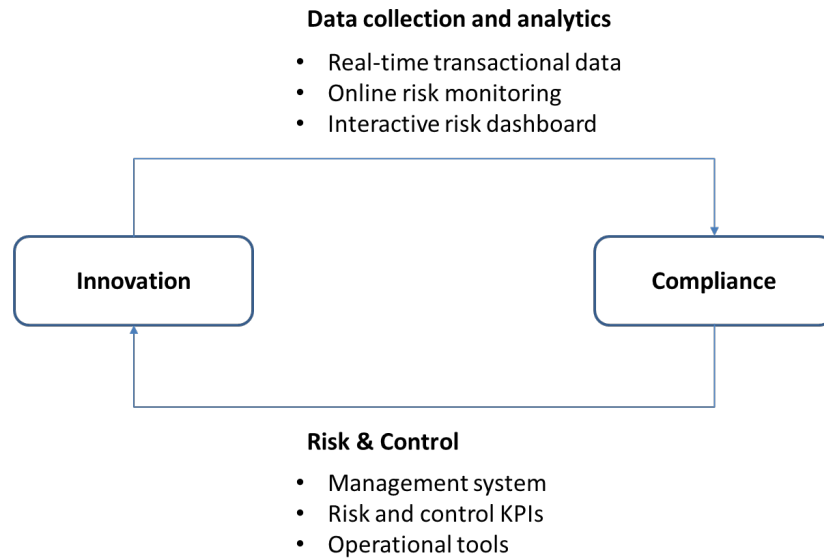 Data collection and analytics
• Real-time transactional data
• Online risk monitoring
• Interactive risk dashboard
Innovation
Compliance
Risk & Control
• Management system
• Risk and control KPIs
• Operational tools